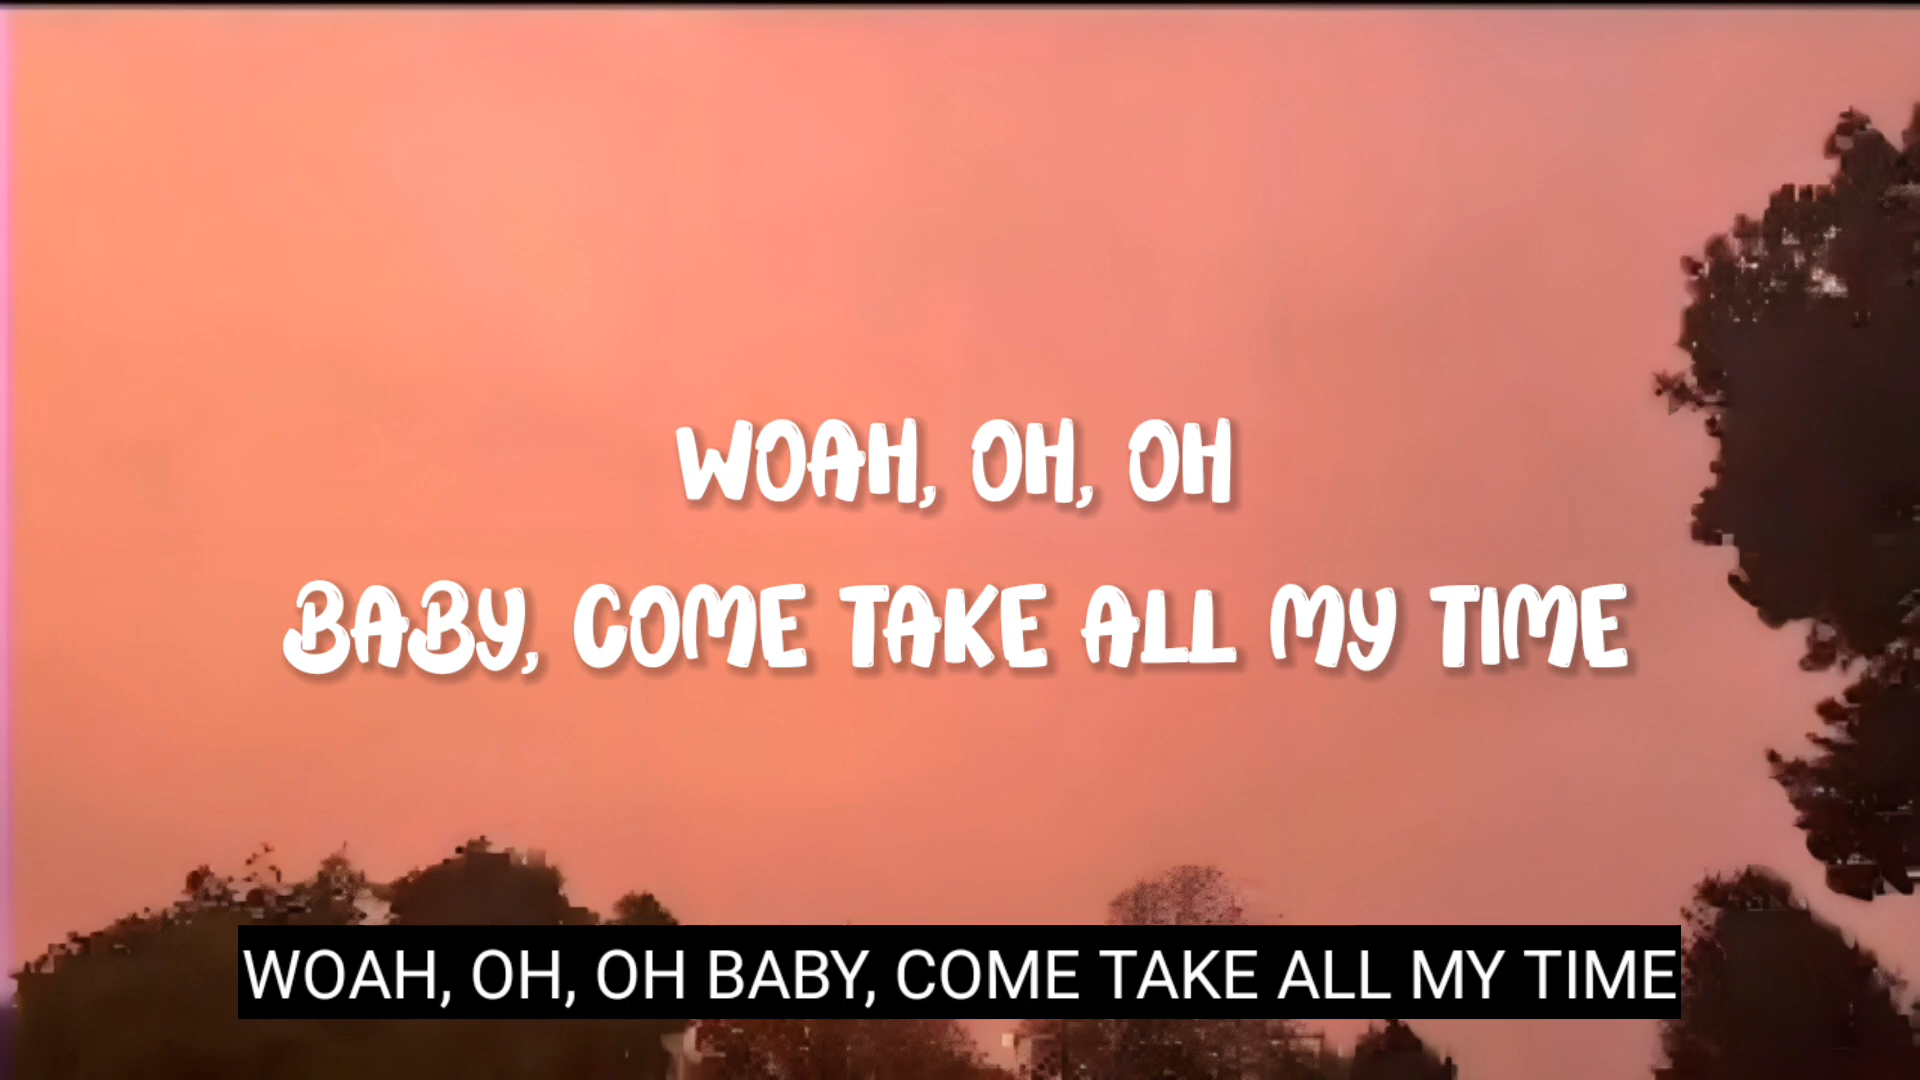 WOAH, OH, OH
BABY, COME TAKE ALL MY TIME
WOAH, OH, OH BABY, COME TAKE ALL MY TIME